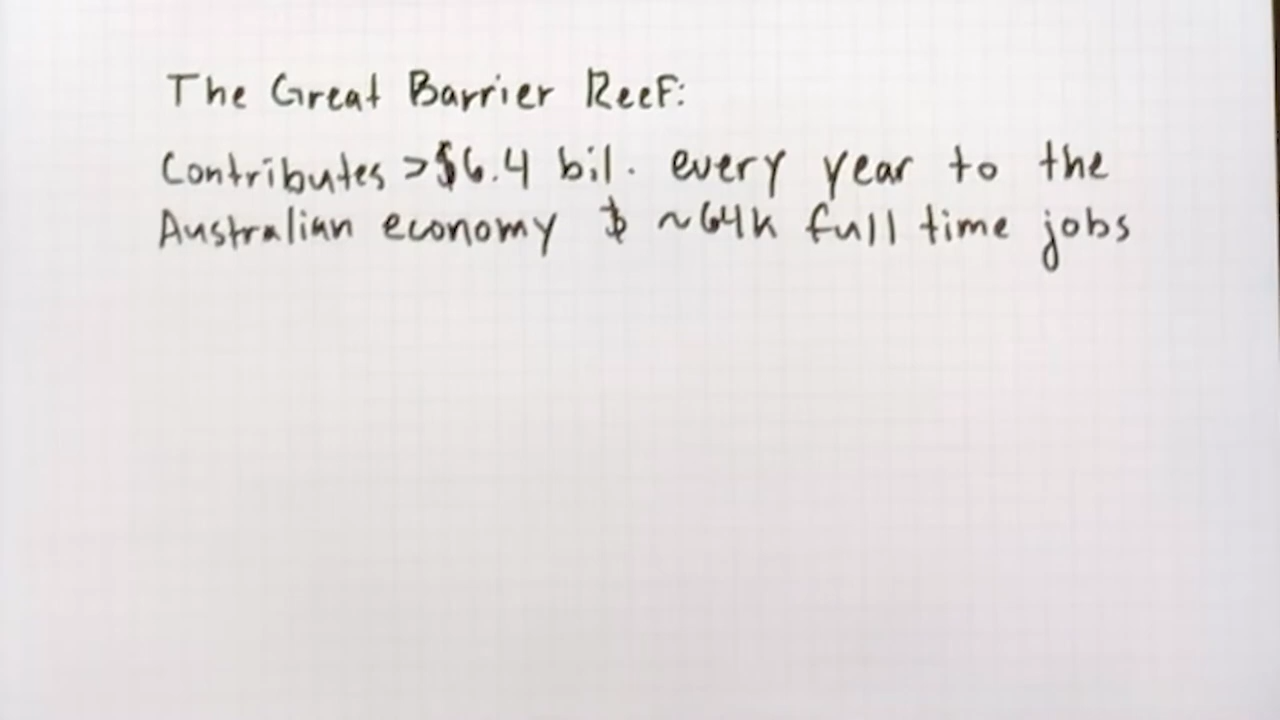 The Great Barrier Reef:
Contributes >$6.4 bil. every year to the
Australian economy & ~64k full time jobs